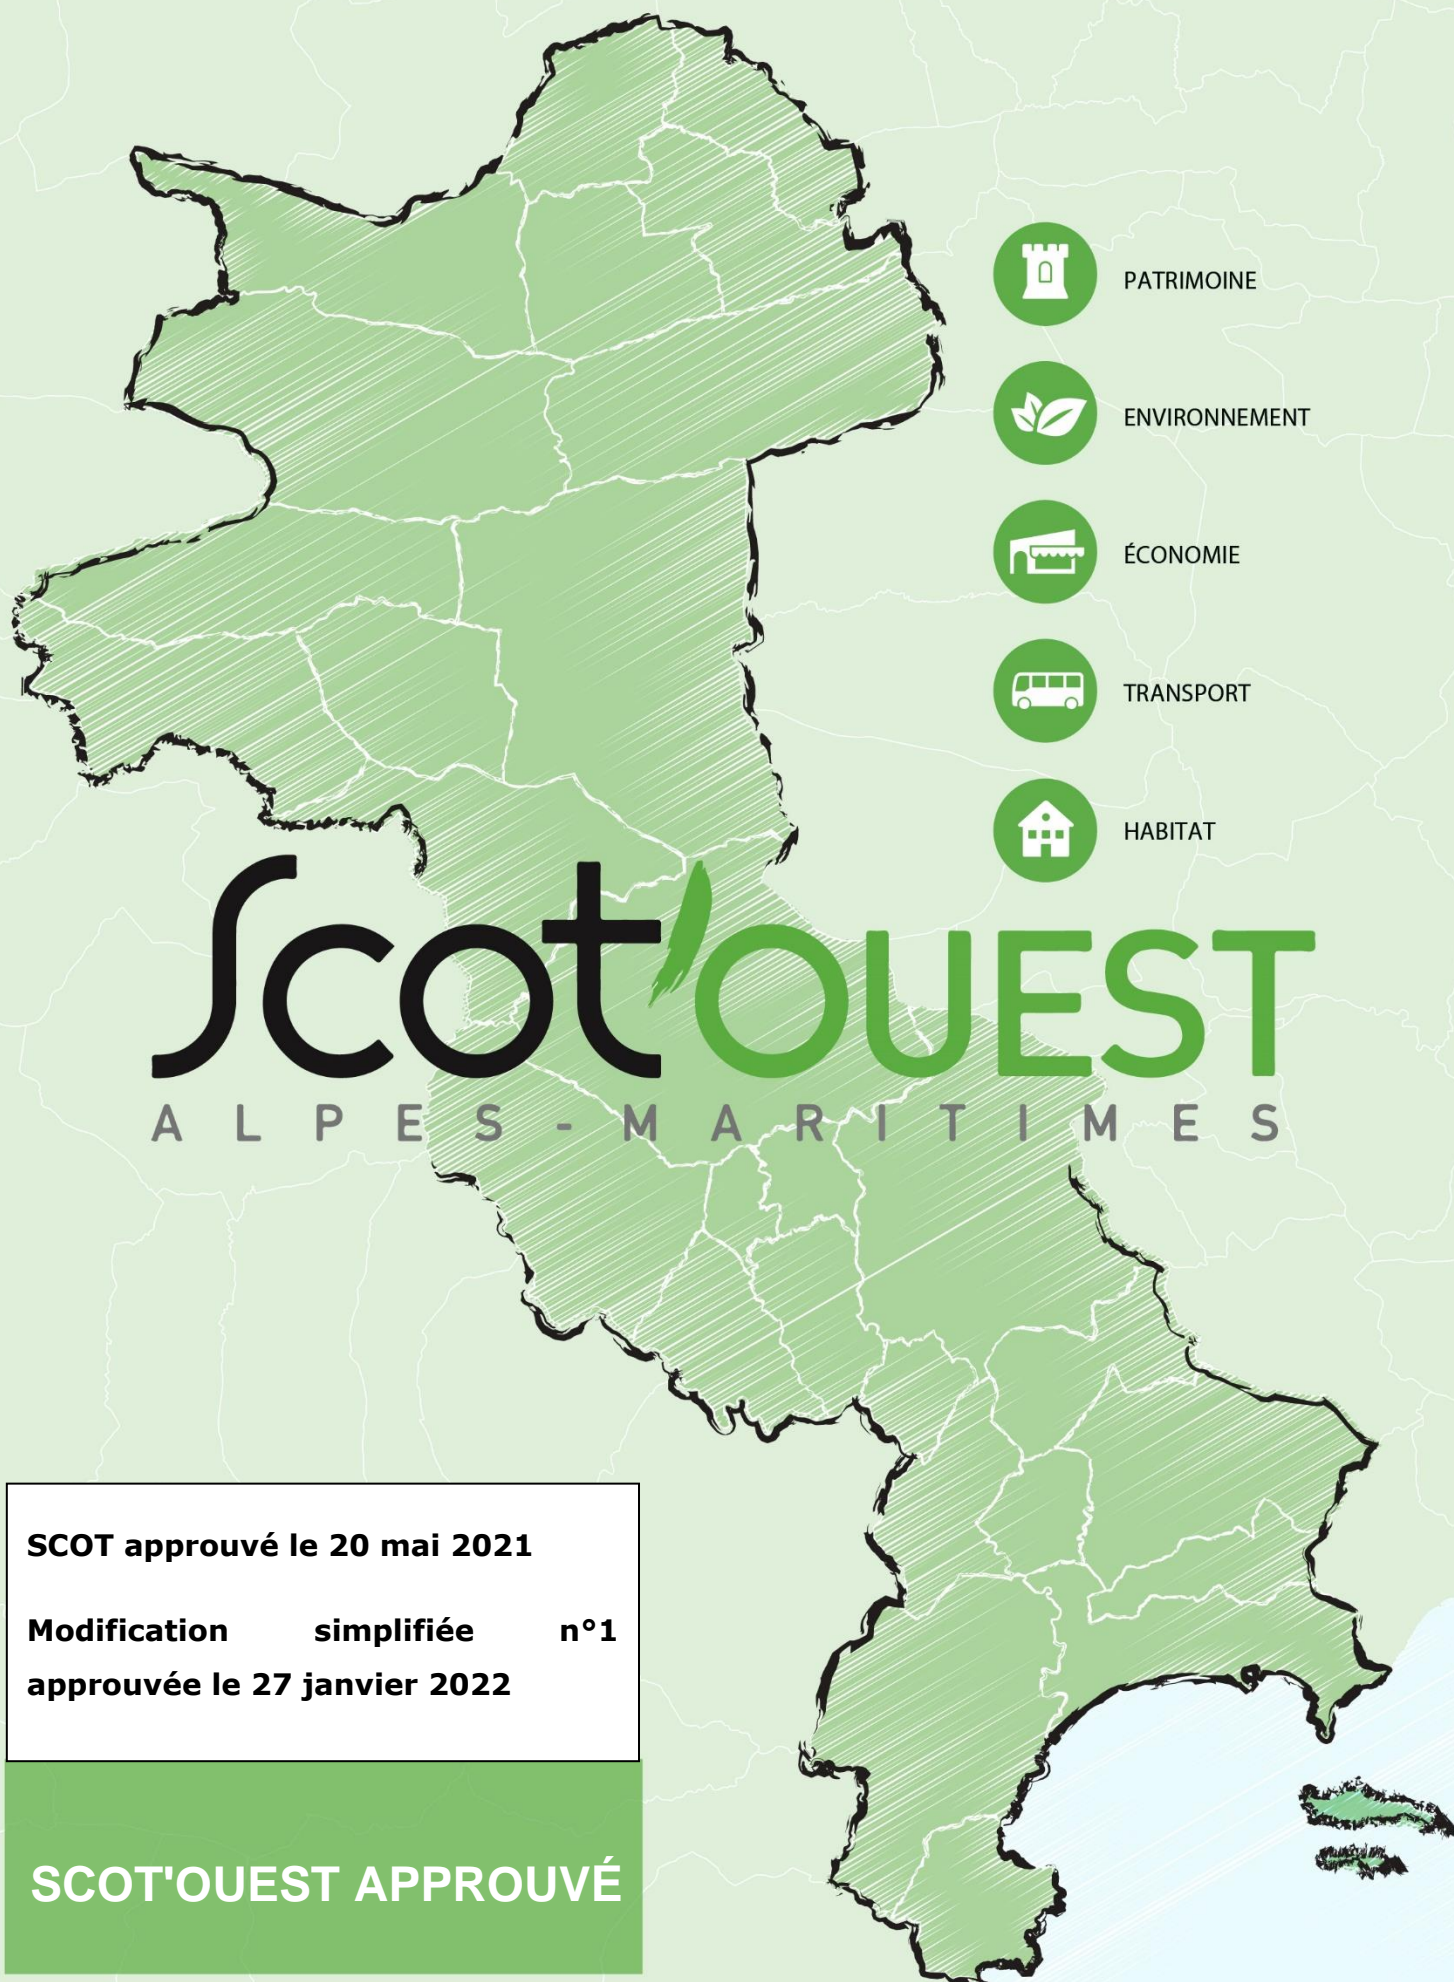 PATRIMOINE
ENVIRONNEMENT
ÉCONOMIE
TRANSPORT
HABITAT
Scot'OUEST
ALPES-MARITIMES
SCOT approuvé le 20 mai 2021
Modification simplifiée n°1
approuvée le 27 janvier 2022
SCOT'OUEST APPROUVÉ